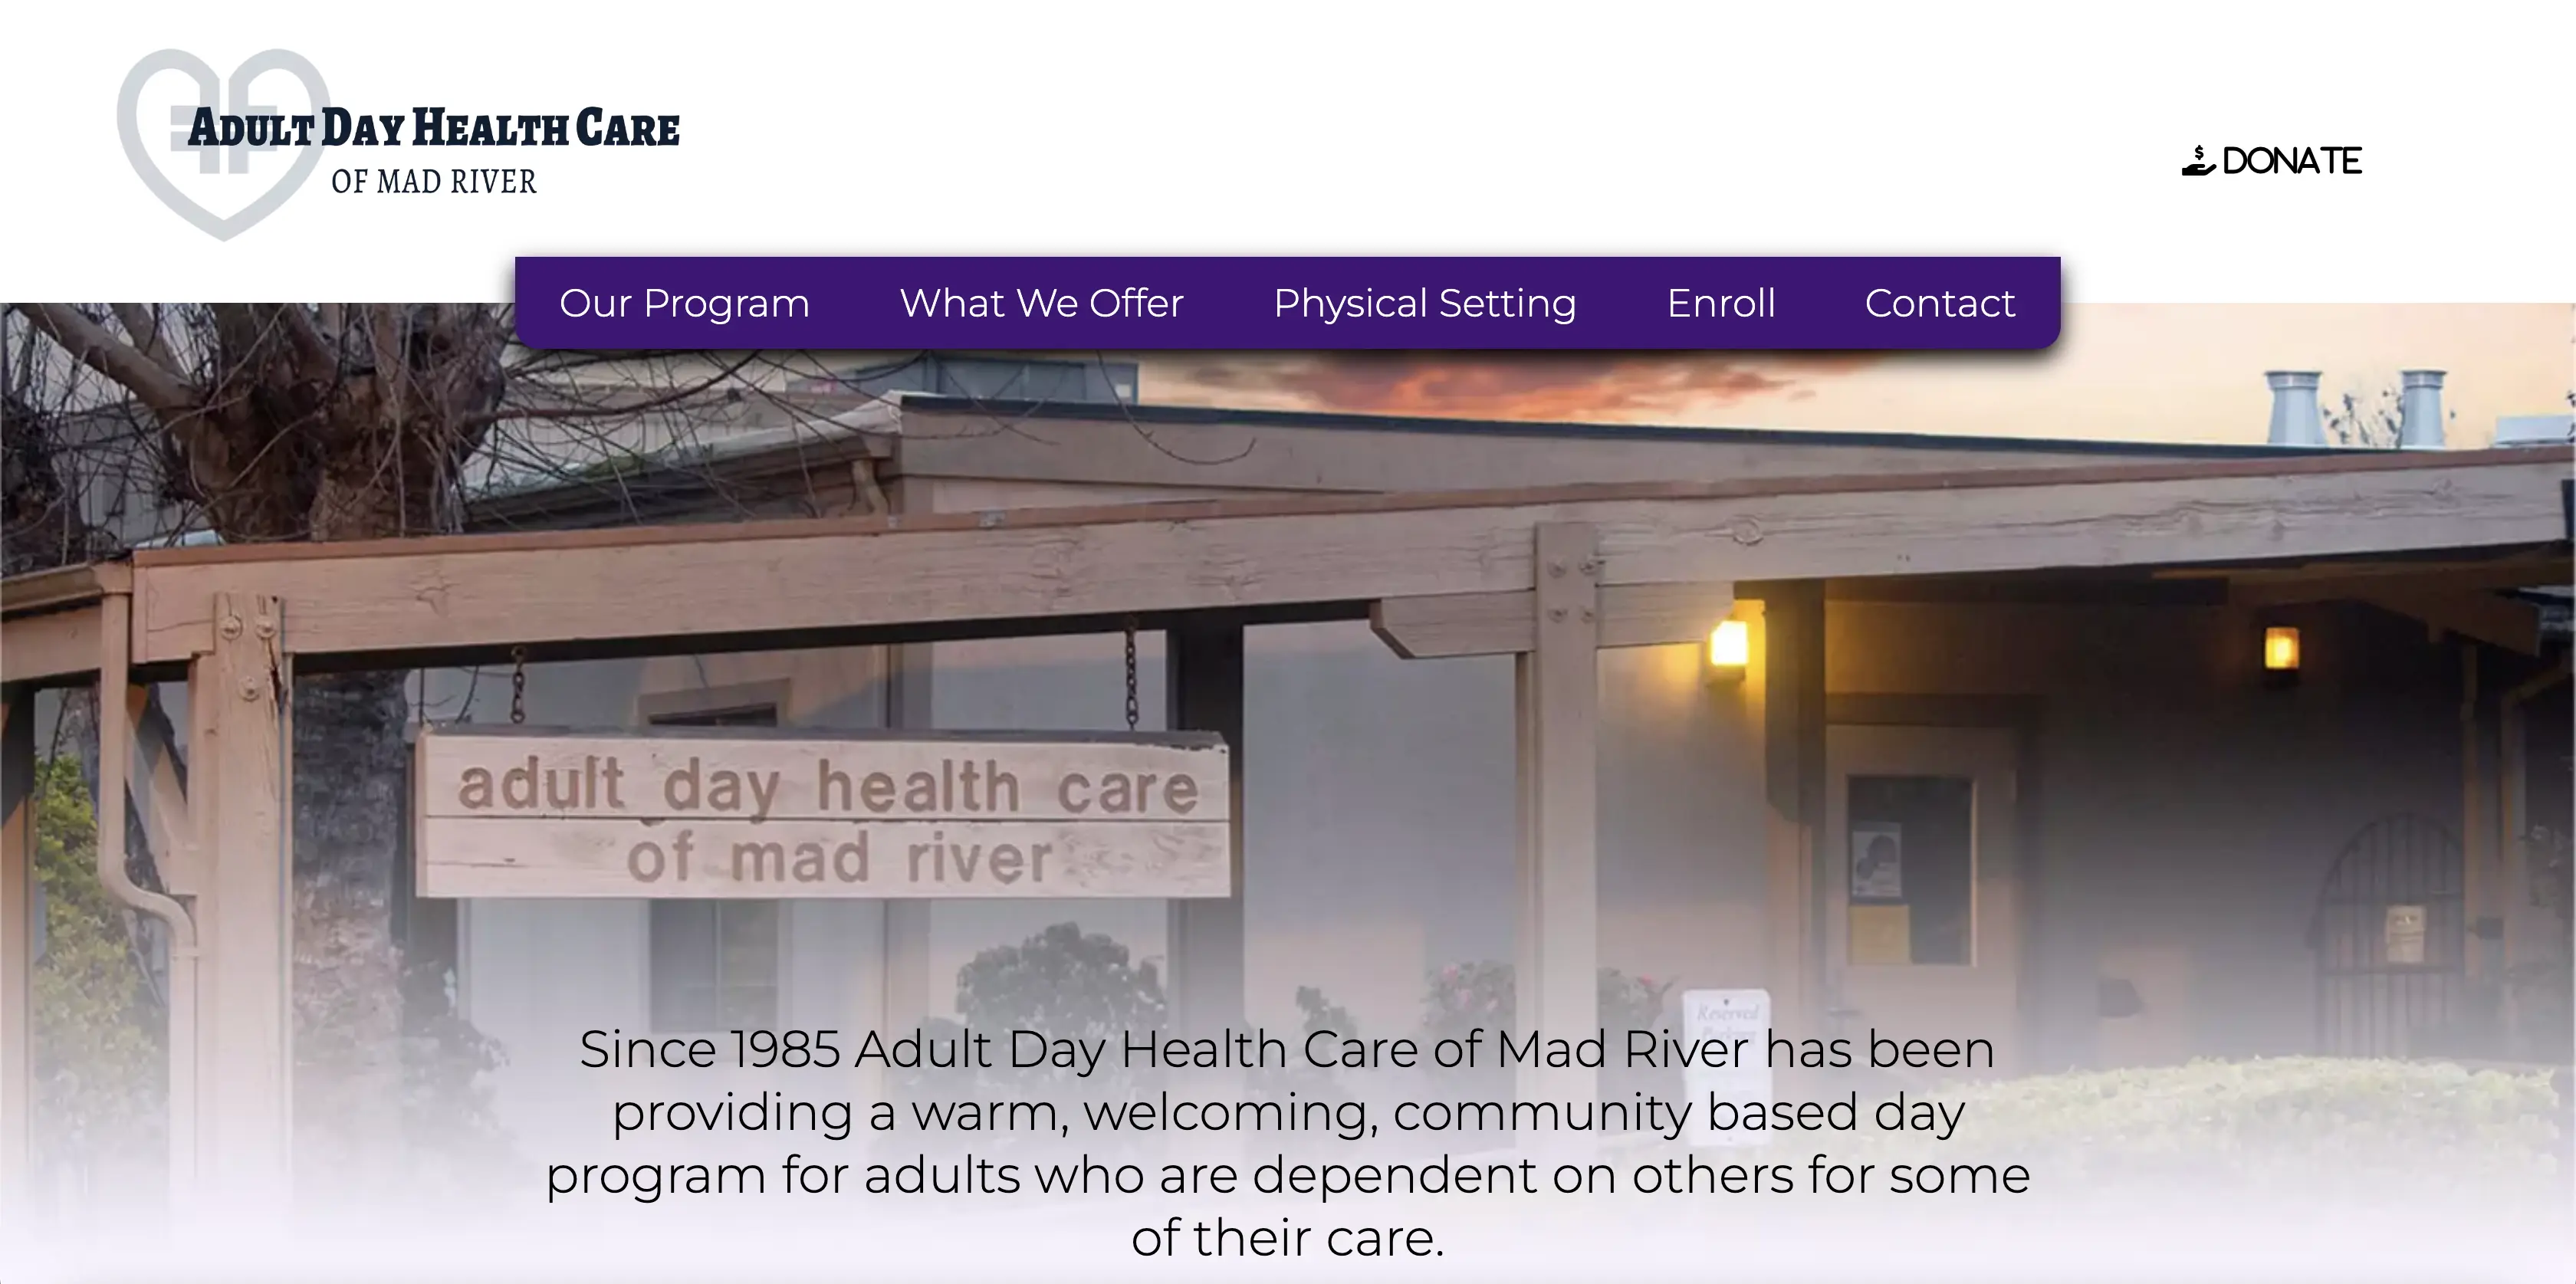 ADULT DAY HEALTH CARE
OF MAD RIVER
$ DONATE
Our Program What We Offer Physical Setting Enroll Contact
adult day health care
of mad river
Reserved
Since 1985 Adult Day Health Care of Mad River has been
providing a warm, welcoming, community based day
program for adults who are dependent on others for some
of their care.